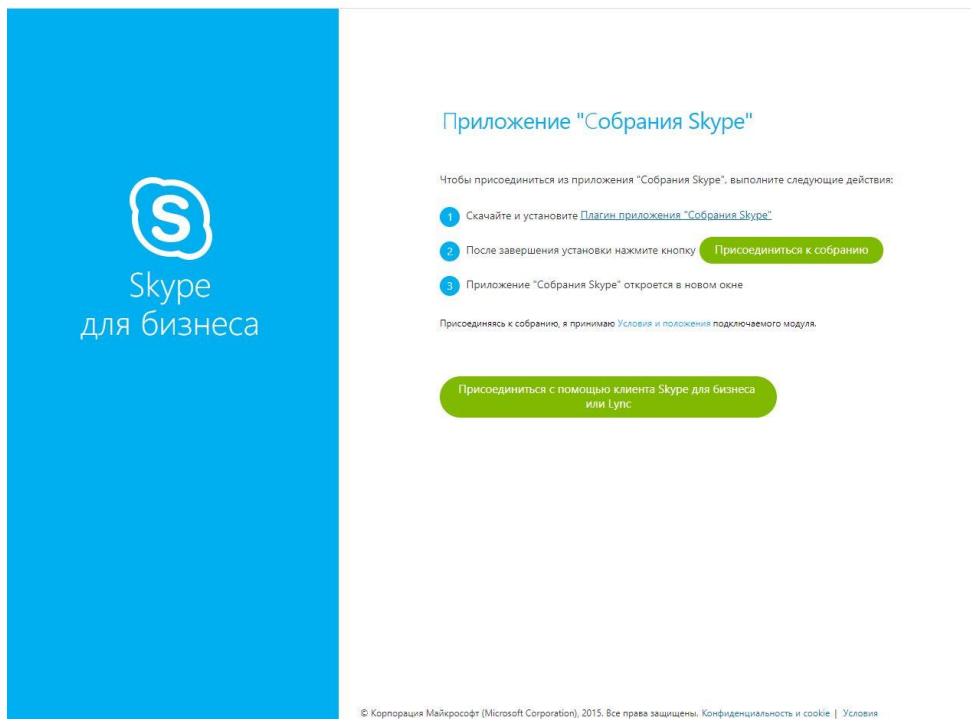 Приложение "Собрания Skype"
Чтобы присоединиться из приложения "Собрания Skype", выполните следующие действия:
1 Скачайте и установите Плагин приложения "Собрания Skype"
2 После завершения установки нажмите кнопку Присоединиться к собранию
3 Приложение "Собрания Skype" откроется в новом окне
Присоединяясь к собранию, я принимаю Условия и положения подключаемого модуля.
Присоединиться с помощью клиента Skype для бизнеса
или Lync
S
Skype
для бизнеса
© Корпорация Майкрософт (Microsoft Corporation), 2015. Все права защищены. Конфиденциальность и cookie | Условия